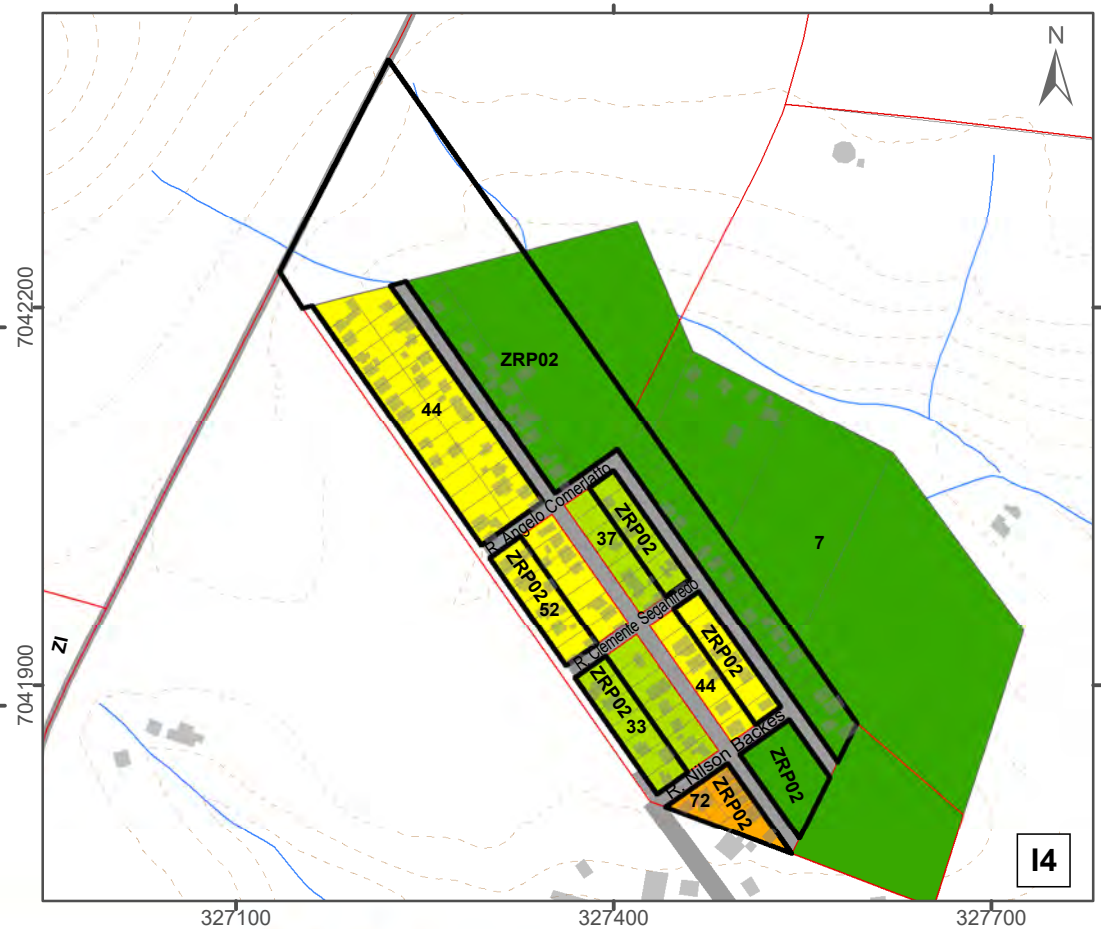 N
7042200
ZRP02
44
R. Angelo Comerlatto
37
ZRP02
7
ZRP02
52
R. Clemente Seganfredo
ZI
ZRP02
44
7041900
ZRP02
33
R. Nilson Backes
ZRP02
72
ZRP02
I4
327100
327400
327700